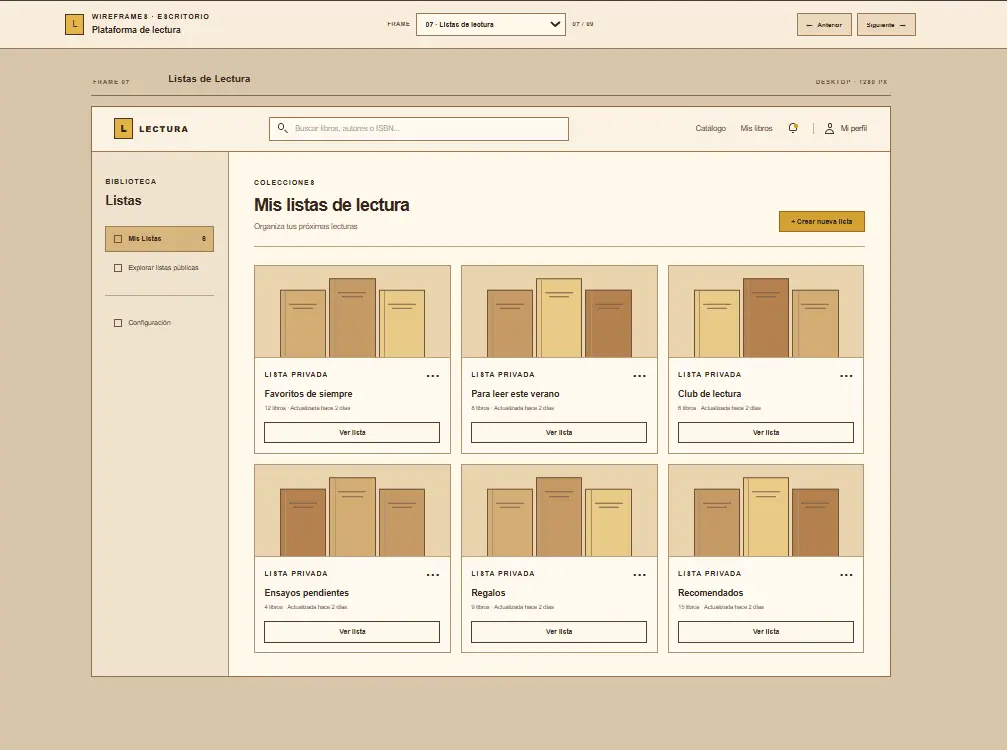 L
WIREFRAMES · ESCRITORIO
Plataforma de lectura
FRAME
07 · Listas de lectura
07 / 09
← Anterior
Siguiente →
FRAME 07
Listas de Lectura
DESKTOP · 1280 PX
L LECTURA
Buscar libros, autores o ISBN...
Catálogo
Mis libros
Mi perfil
BIBLIOTECA
Listas
Mis Listas 6
Explorar listas públicas
Configuración
COLECCIONES
Mis listas de lectura
Organiza tus próximas lecturas
+ Crear nueva lista
LISTA PRIVADA
Favoritos de siempre
12 libros · Actualizada hace 2 días
Ver lista
LISTA PRIVADA
Para leer este verano
8 libros · Actualizada hace 2 días
Ver lista
LISTA PRIVADA
Club de lectura
6 libros · Actualizada hace 2 días
Ver lista
LISTA PRIVADA
Ensayos pendientes
4 libros · Actualizada hace 2 días
Ver lista
LISTA PRIVADA
Regalos
9 libros · Actualizada hace 2 días
Ver lista
LISTA PRIVADA
Recomendados
15 libros · Actualizada hace 2 días
Ver lista